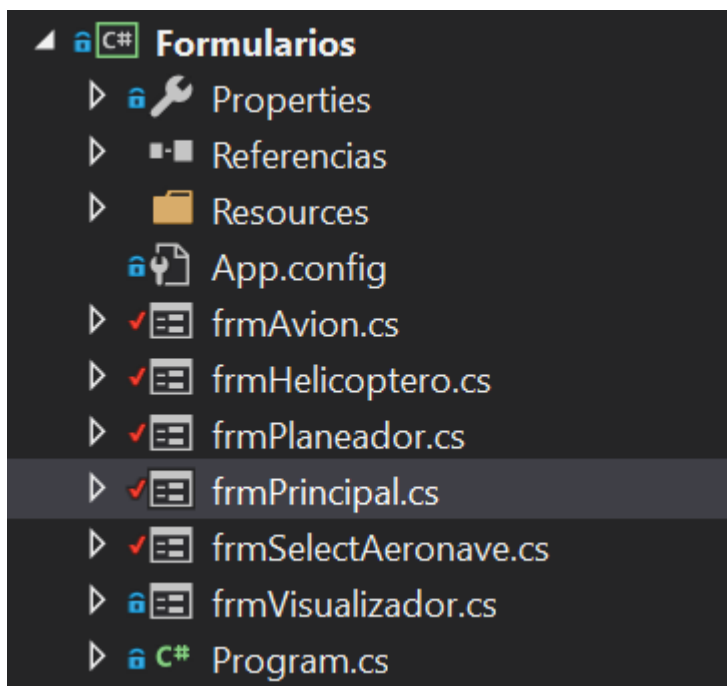 C# Formularios
Properties
Referencias
Resources
App.config
frmAvion.cs
frmHelicoptero.cs
frmPlaneador.cs
frmPrincipal.cs
frmSelectAeronave.cs
frmVisualizador.cs
C# Program.cs